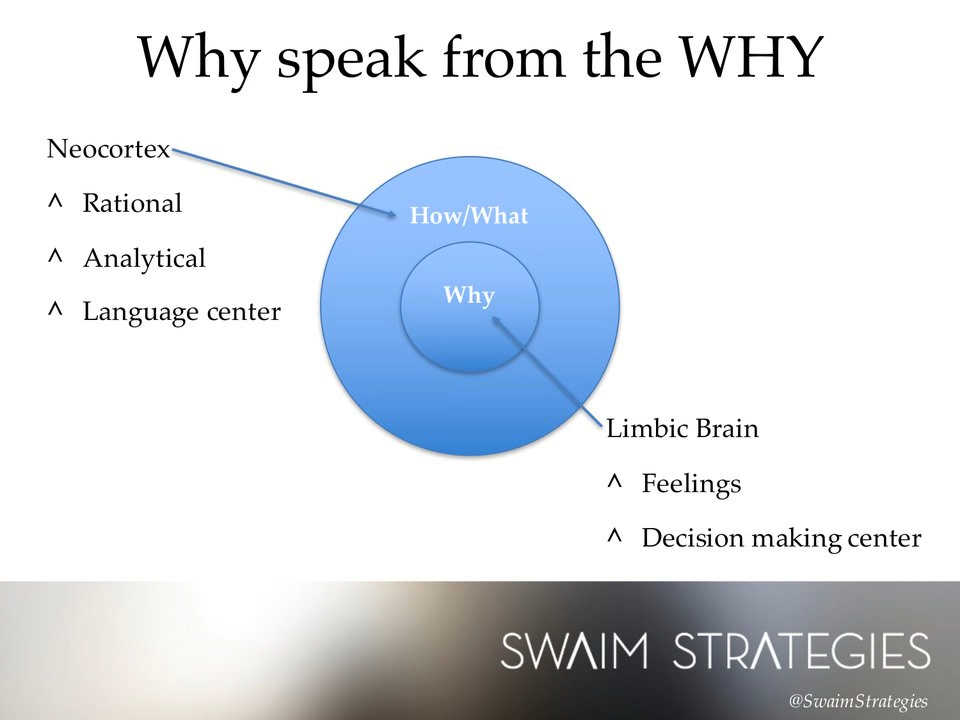 Why speak from the WHY
Neocortex
^ Rational
^ Analytical
^ Language center
How/What
Why
Limbic Brain
^ Feelings
^ Decision making center
SWAIM STRATEGIES
@SwaimStrategies